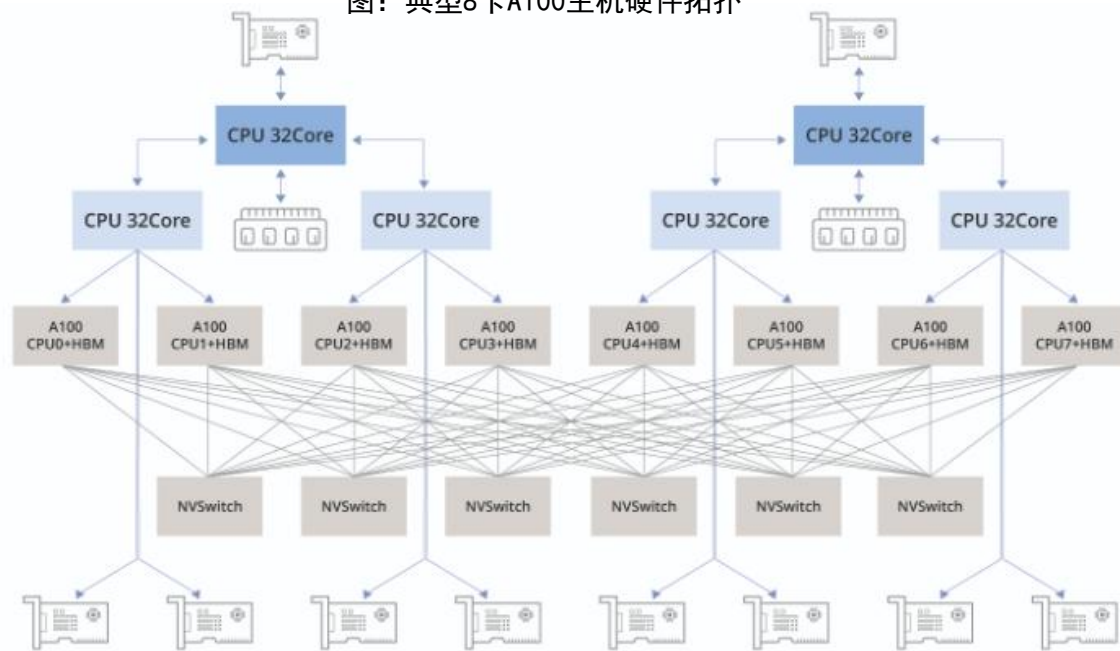 图：典型8卡A100主机硬件拓扑
CPU 32Core
CPU 32Core
CPU 32Core
CPU 32Core
CPU 32Core
CPU 32Core
A100
CPU0+HBM
A100
CPU1+HBM
A100
CPU2+HBM
A100
CPU3+HBM
A100
CPU4+HBM
A100
CPU5+HBM
A100
CPU6+HBM
A100
CPU7+HBM
NVSwitch
NVSwitch
NVSwitch
NVSwitch
NVSwitch
NVSwitch